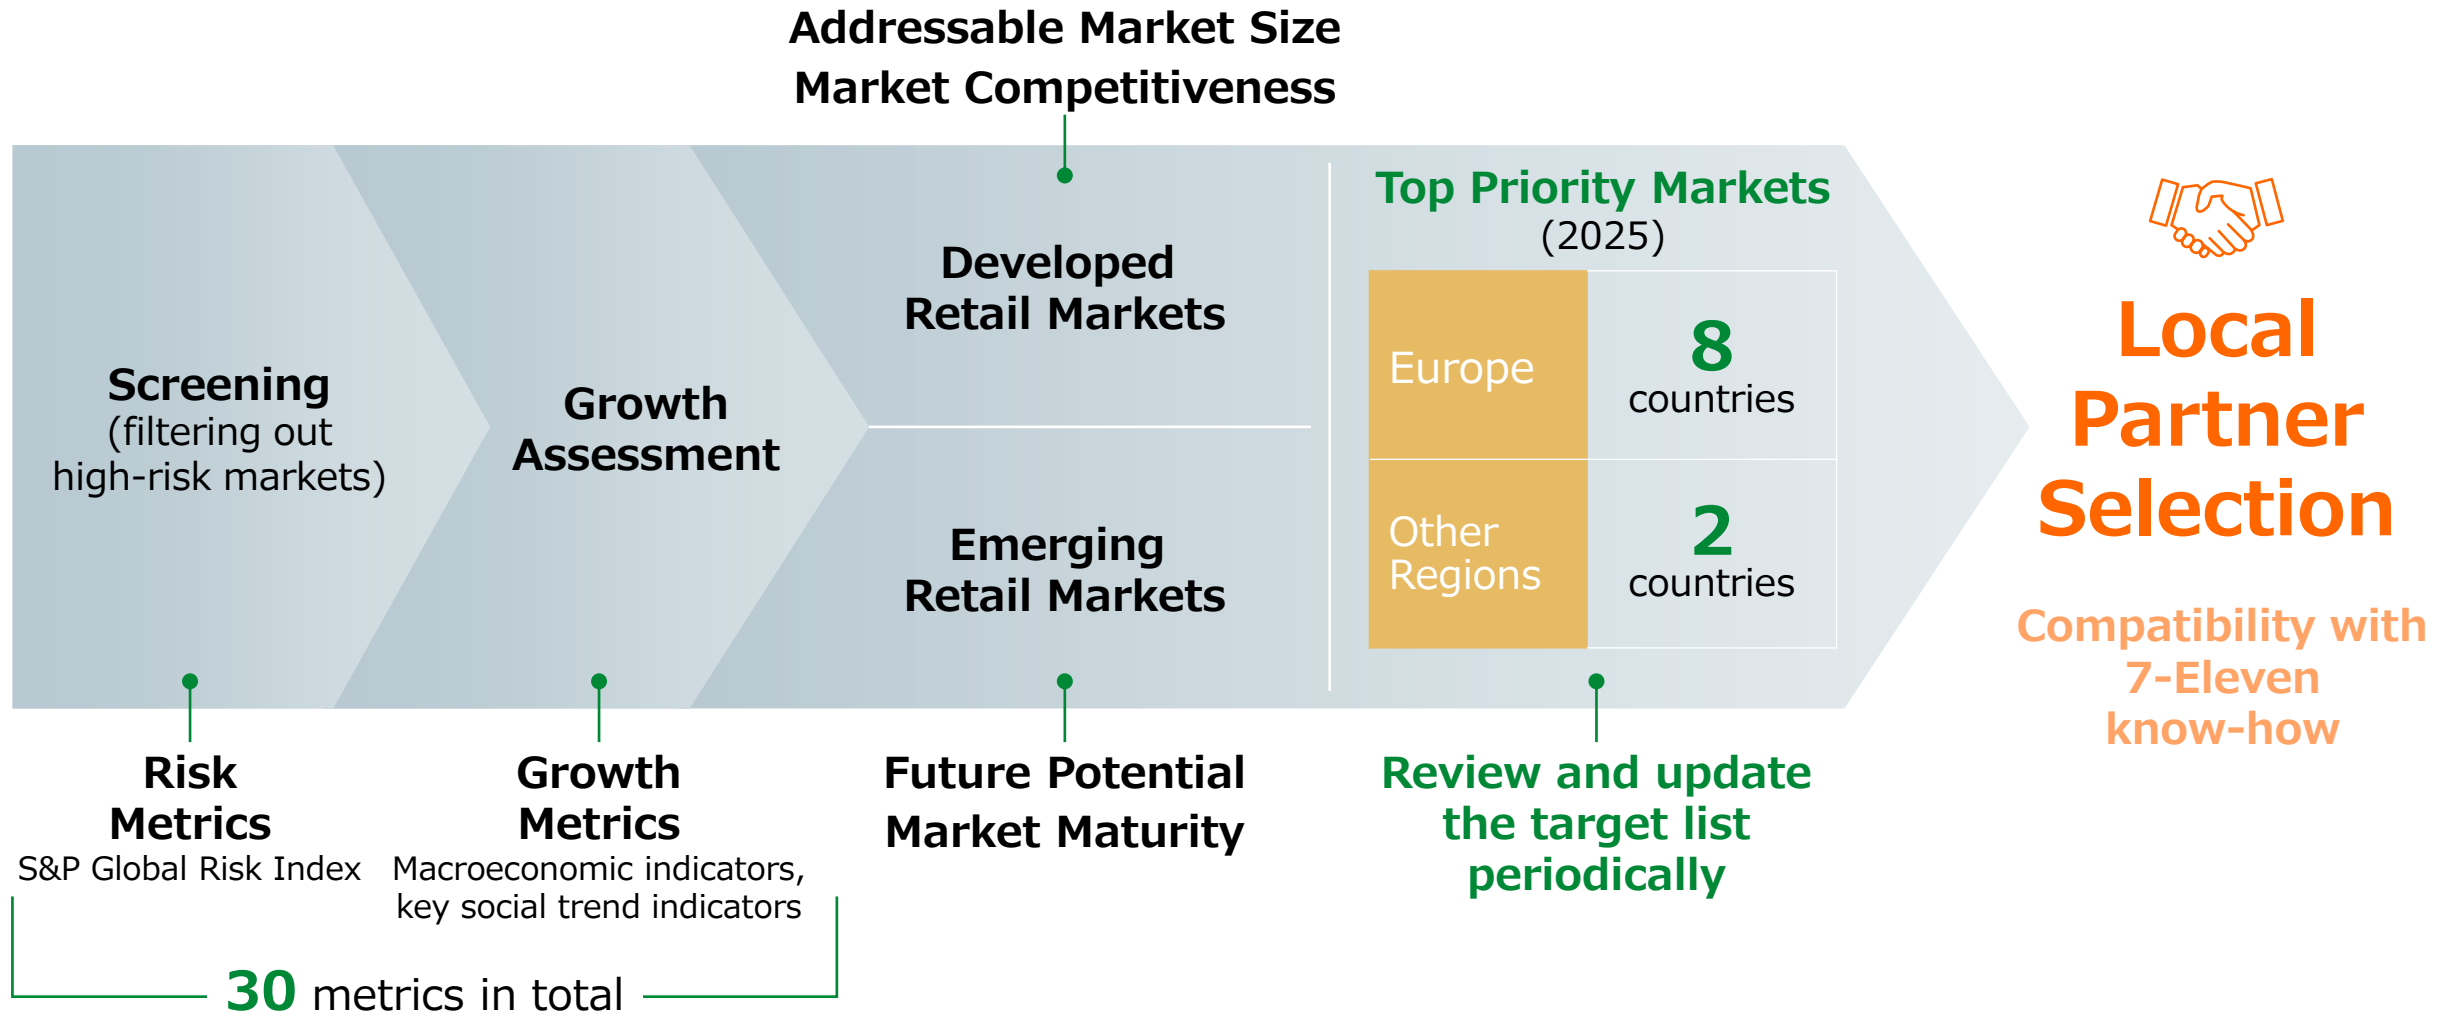 Addressable Market Size
Market Competitiveness
Screening
(filtering out
high-risk markets)
Growth
Assessment
Developed
Retail Markets
Emerging
Retail Markets
Top Priority Markets
(2025)
Europe
8
countries
Other
Regions
2
countries
Local
Partner
Selection
Compatibility with
7-Eleven
know-how
Risk
Metrics
S&P Global Risk Index
Growth
Metrics
Macroeconomic indicators,
key social trend indicators
30 metrics in total
Future Potential
Market Maturity
Review and update
the target list
periodically